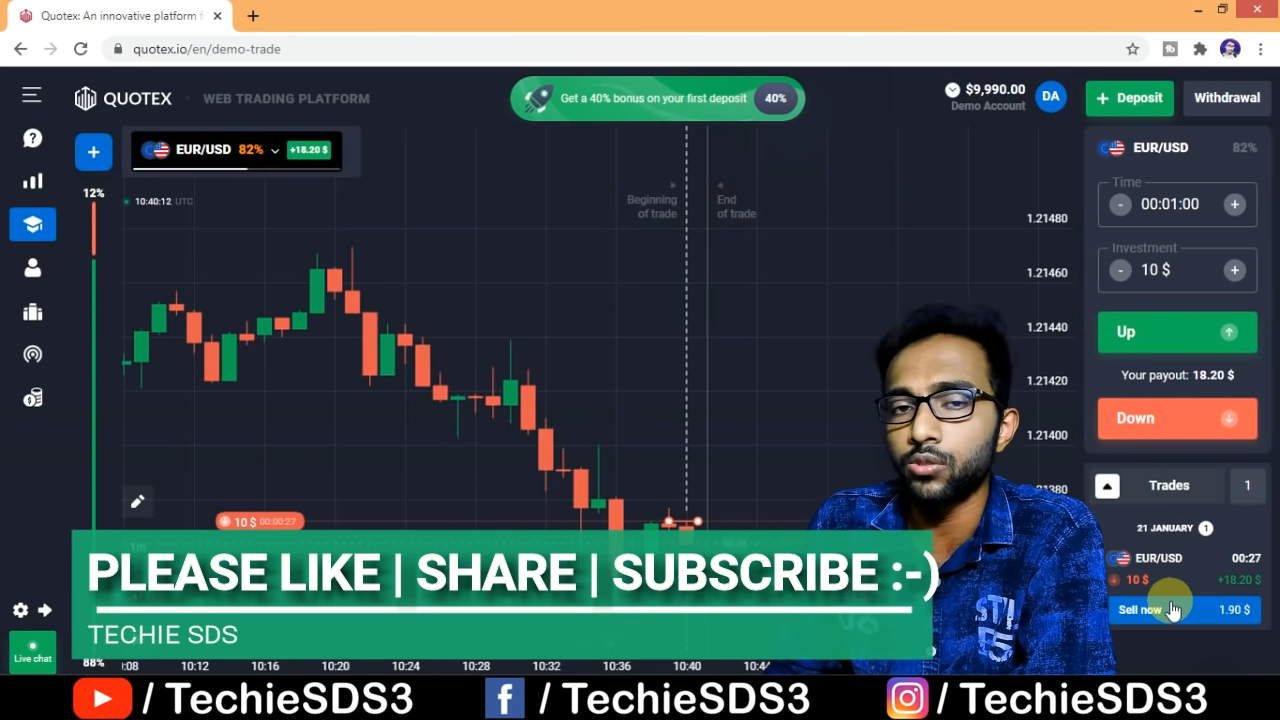 Quotex: An innovative platform f
quotex.io/en/demo-trade
QUOTEX
WEB TRADING PLATFORM
Get a 40% bonus on your first deposit
40%
$9,990.00
Demo Account
DA
+ Deposit
Withdrawal
EUR/USD 82%
+18.20 $
12%
10:40:12 UTC
Beginning
of trade
End
of trade
1.21480
1.21460
1.21440
1.21420
1.21400
1.21380
EUR/USD
82%
Time
- 00:01:00 +
Investment
- 10 $ +
Up
Your payout: 18.20 $
Down
Trades
1
21 JANUARY 1
EUR/USD
00:27
10 $
+18.20 $
Sell now
1.90 $
10 $ 00:00:27
1m
PLEASE LIKE | SHARE | SUBSCRIBE :-)
TECHIE SDS
Live chat
88%
:08
10:12
10:16
10:20
10:24
10:28
10:32
10:36
10:40
10:44
/ TechieSDS3
/ TechieSDS3
/ TechieSDS3